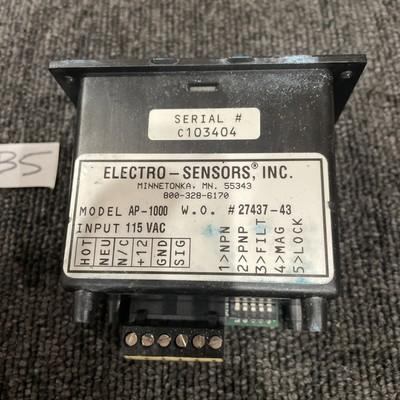 SERIAL #
C103404
B5
ELECTRO-SENSORS,® INC.
MINNETONKA, MN. 55343
800-328-6170
MODEL AP-1000 W.O. # 27437-43
INPUT 115 VAC
HOT
NEU
N/C
+12
GND
SIG
1>NPN
2>PNP
3>FILT
4>MAG
5>LOCK